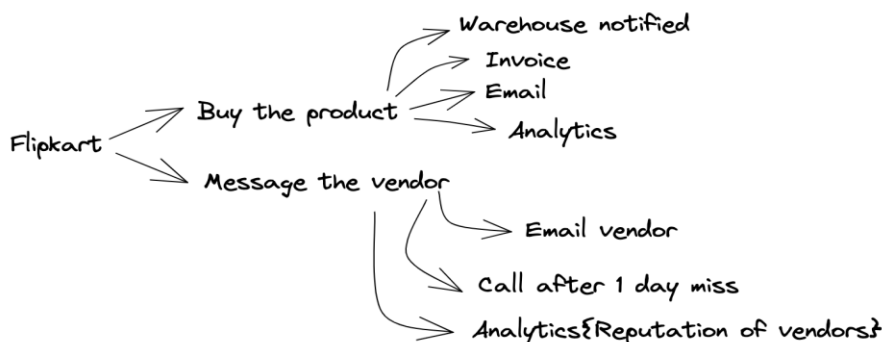 Warehouse notified
Invoice
Email
Buy the product
Analytics
Flipkart
Message the vendor
Email vendor
Call after 1 day miss
Analytics{Reputation of vendors}